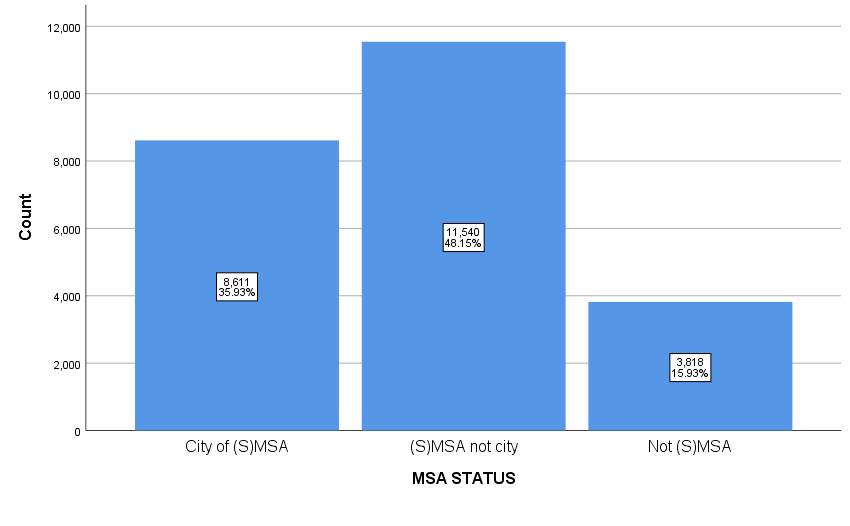 12,000
10,000
8,000
6,000
4,000
2,000
0
Count
8,611
35.93%
11,540
48.15%
3,818
15.93%
City of (S)MSA
(S)MSA not city
Not (S)MSA
MSA STATUS